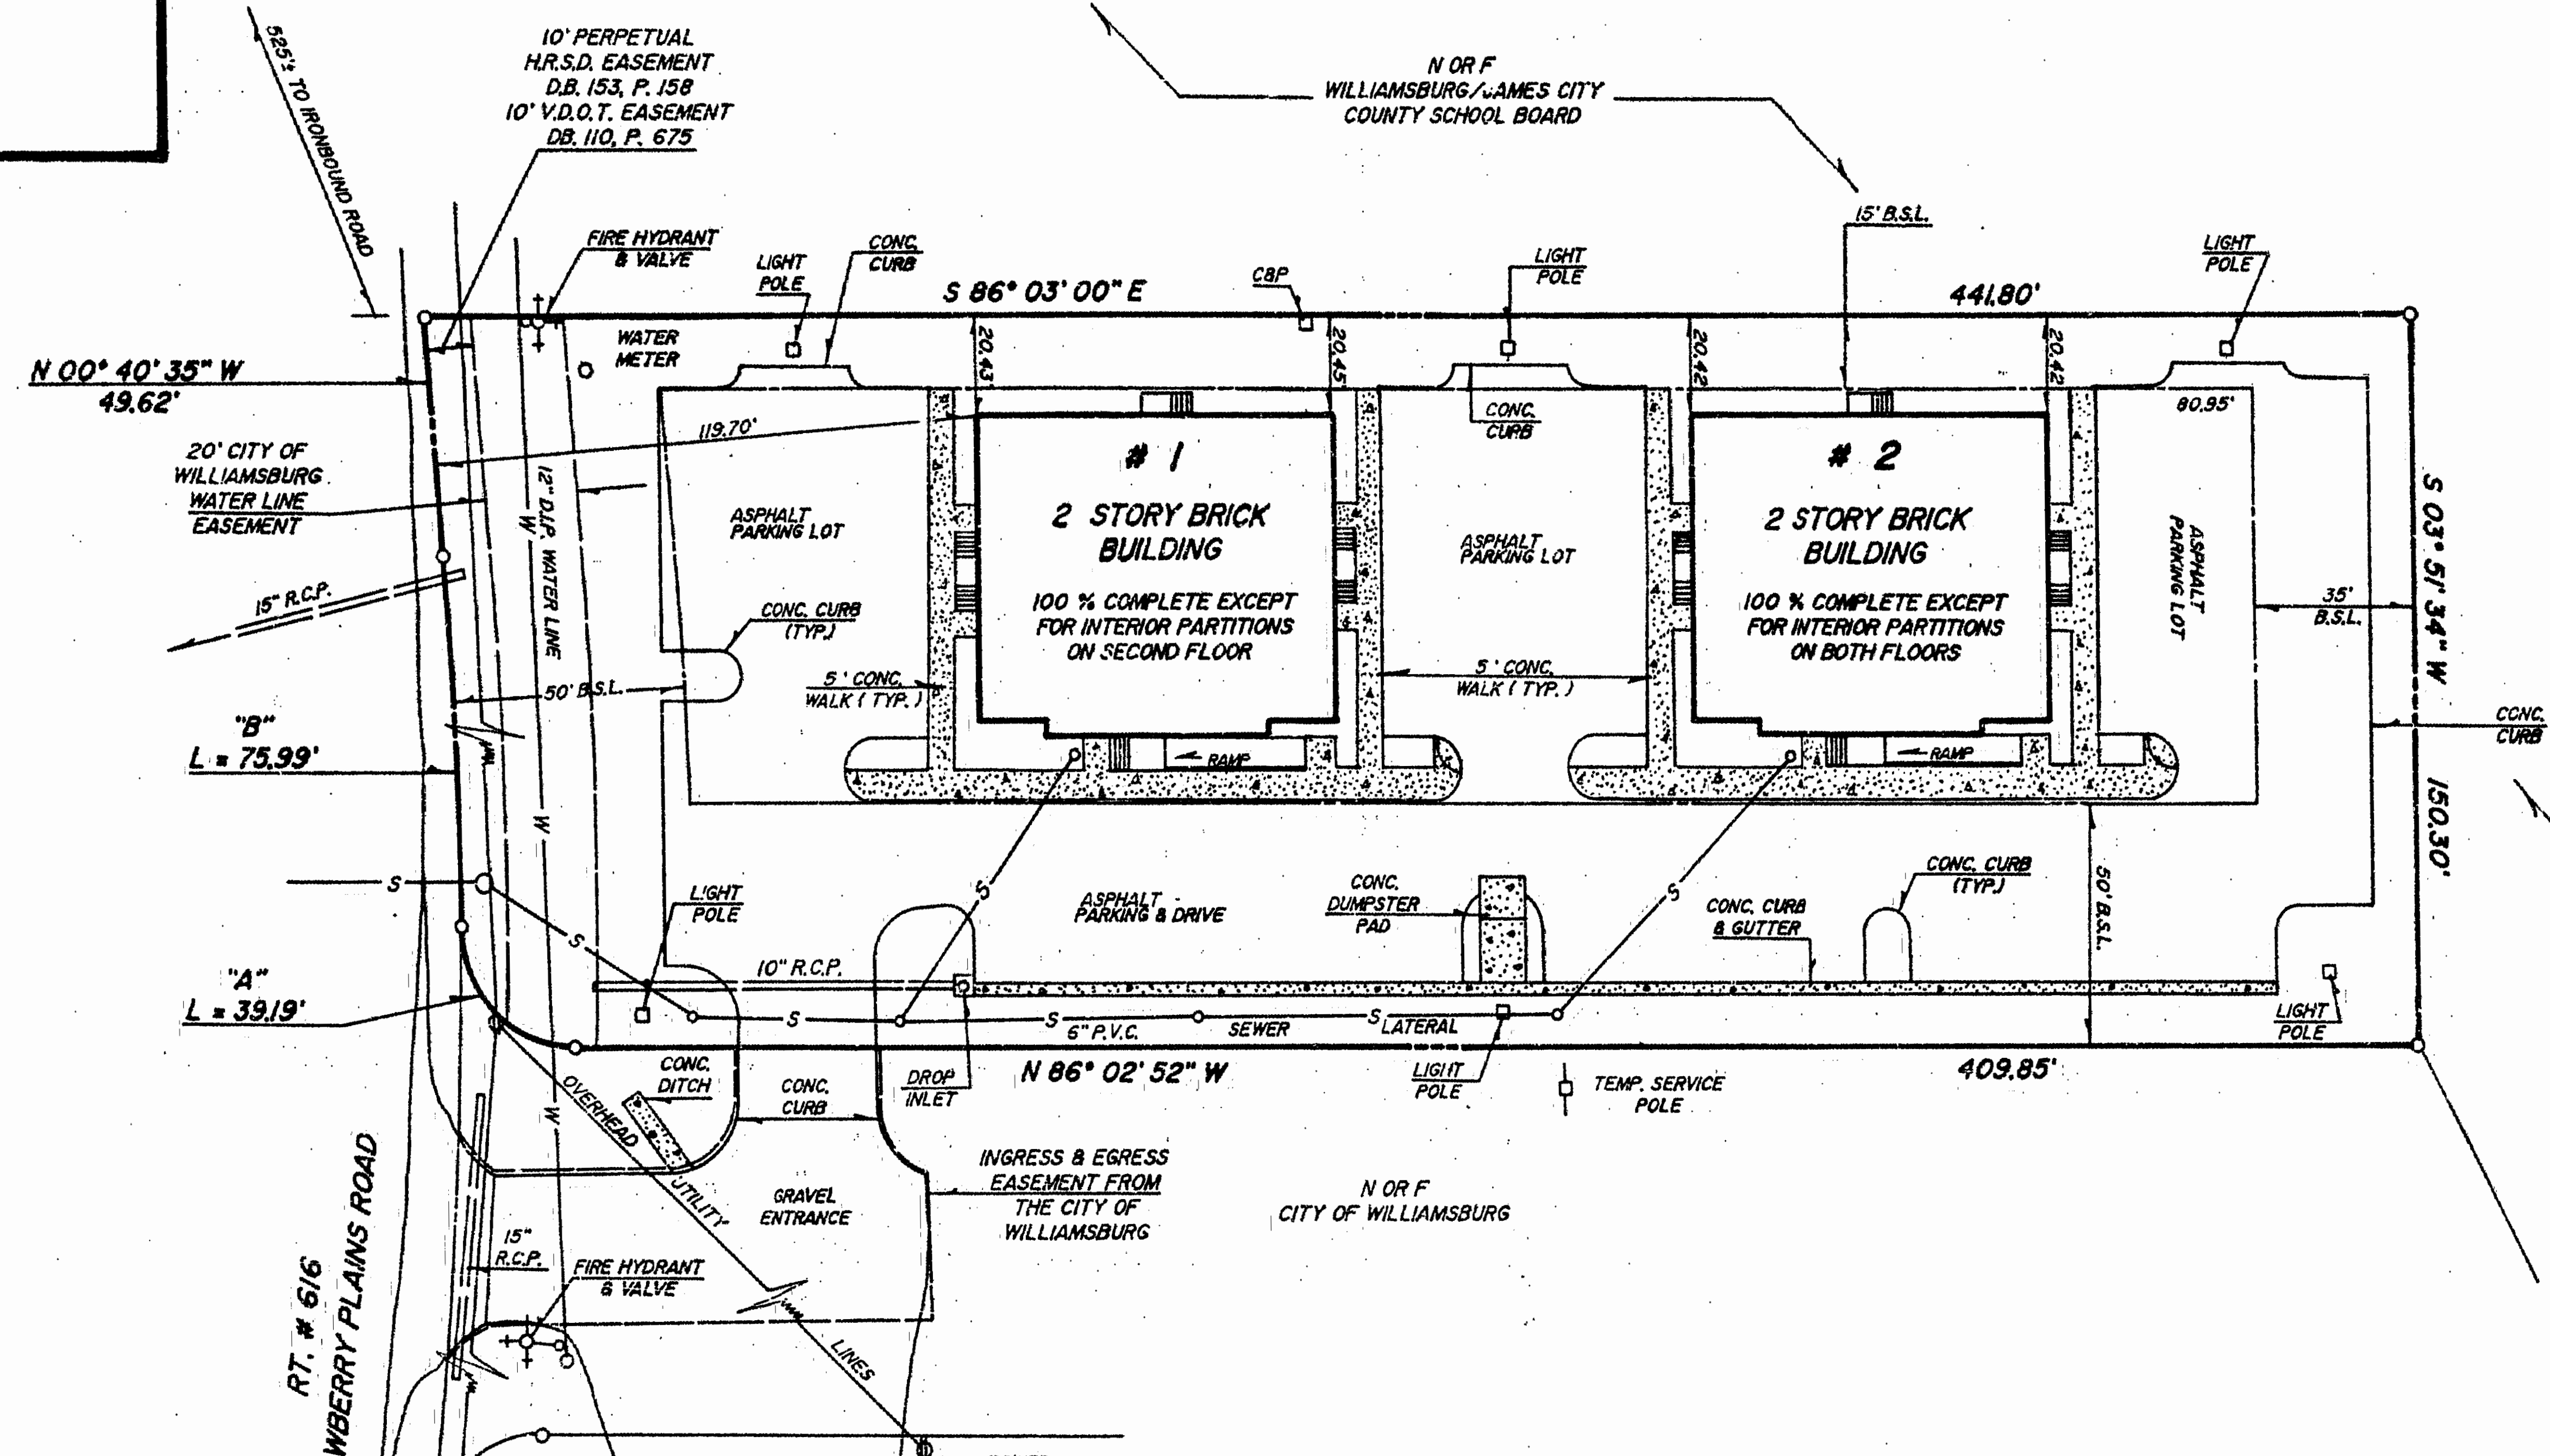 10' PERPETUAL
H.R.S.D. EASEMENT
D.B. 153, P. 158
10' V.D.O.T. EASEMENT
DB. 110, P. 675
525'± TO IRONBOUND ROAD
N OR F
WILLIAMSBURG/JAMES CITY
COUNTY SCHOOL BOARD
15' B.S.L.
FIRE HYDRANT
& VALVE
LIGHT
POLE
CONC.
CURB
LIGHT
POLE
LIGHT
POLE
S 86° 03' 00" E
CBP
441.80'
WATER
METER
20.43'
20.45'
20.42'
20.42'
N 00° 40' 35" W
49.62'
119.70'
CONC.
CURB
80.95'
20' CITY OF
WILLIAMSBURG
WATER LINE
EASEMENT
12" D.I.P. WATER LINE
W
# 1
2 STORY BRICK
BUILDING
100 % COMPLETE EXCEPT
FOR INTERIOR PARTITIONS
ON SECOND FLOOR
# 2
2 STORY BRICK
BUILDING
100 % COMPLETE EXCEPT
FOR INTERIOR PARTITIONS
ON BOTH FLOORS
ASPHALT
PARKING LOT
ASPHALT
PARKING LOT
ASPHALT
PARKING LOT
S 03° 51' 34" W
150.30'
35'
B.S.L.
15" R.C.P.
CONC. CURB
(TYP.)
50' B.S.L.
5' CONC.
WALK (TYP.)
5' CONC.
WALK (TYP.)
CONC.
CURB
"B"
L = 75.99'
RAMP
RAMP
W
S
S
S
S
LIGHT
POLE
ASPHALT
PARKING & DRIVE
CONC.
DUMPSTER
PAD
CONC. CURB
& GUTTER
CONC. CURB
(TYP.)
50' B.S.L.
"A"
L = 39.19'
10" R.C.P.
S
S
S
6" P.V.C.
SEWER
LATERAL
LIGHT
POLE
N 86° 02' 52" W
409.85'
CONC.
DITCH
CONC.
CURB
DROP
INLET
LIGHT
POLE
TEMP. SERVICE
POLE
W
OVERHEAD
UTILITY
LINES
GRAVEL
ENTRANCE
INGRESS & EGRESS
EASEMENT FROM
THE CITY OF
WILLIAMSBURG
N OR F
CITY OF WILLIAMSBURG
15"
R.C.P.
FIRE HYDRANT
& VALVE
RT. # 616
WBERRY PLAINS ROAD